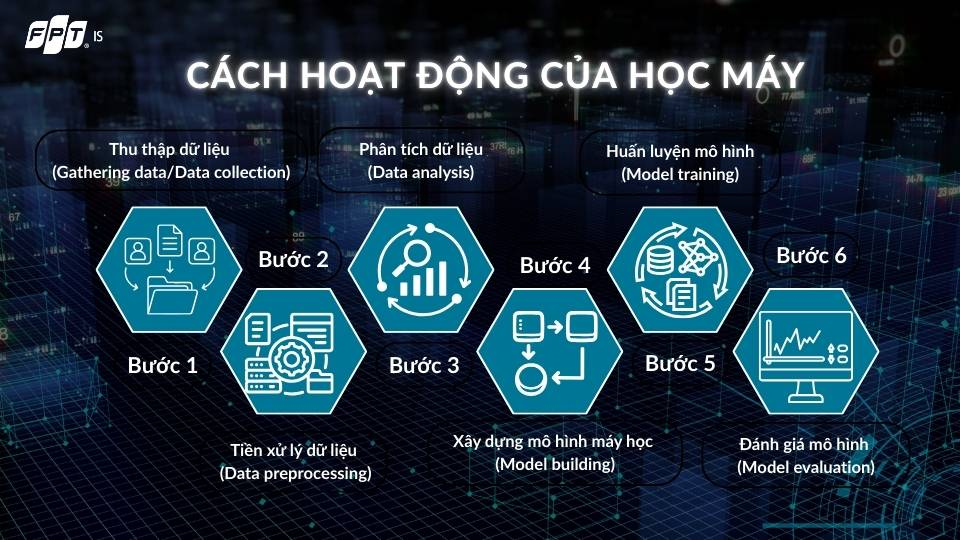 FPT IS
CÁCH HOẠT ĐỘNG CỦA HỌC MÁY
Thu thập dữ liệu
(Gathering data/Data collection)
Bước 1
Bước 2
Tiền xử lý dữ liệu
(Data preprocessing)
Phân tích dữ liệu
(Data analysis)
Bước 3
Bước 4
Xây dựng mô hình máy học
(Model building)
Huấn luyện mô hình
(Model training)
Bước 5
Bước 6
Đánh giá mô hình
(Model evaluation)